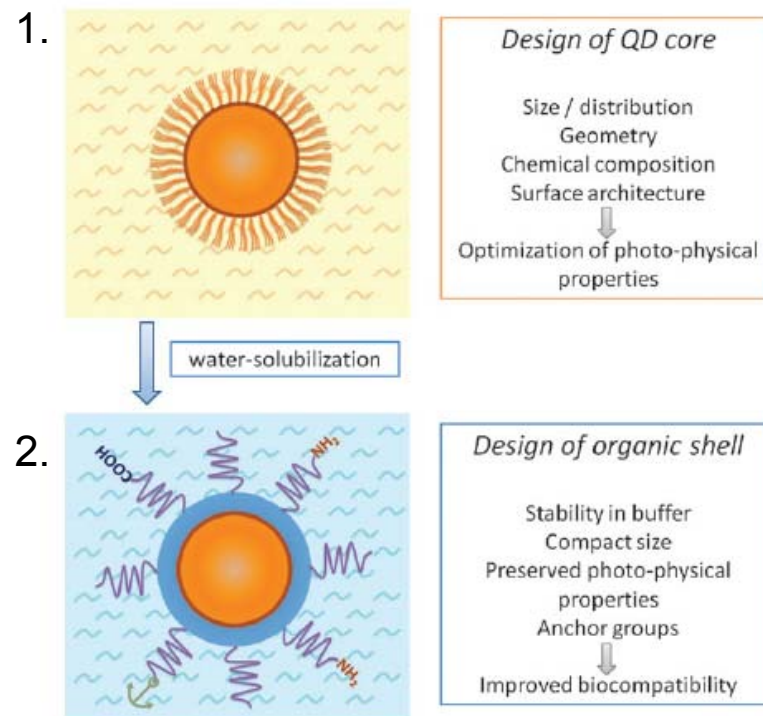 1.
Design of QD core
Size / distribution
Geometry
Chemical composition
Surface architecture
Optimization of photo-physical
properties
water-solubilization
2.
COOH
NH2
NH2
Design of organic shell
Stability in buffer
Compact size
Preserved photo-physical
properties
Anchor groups
Improved biocompatibility